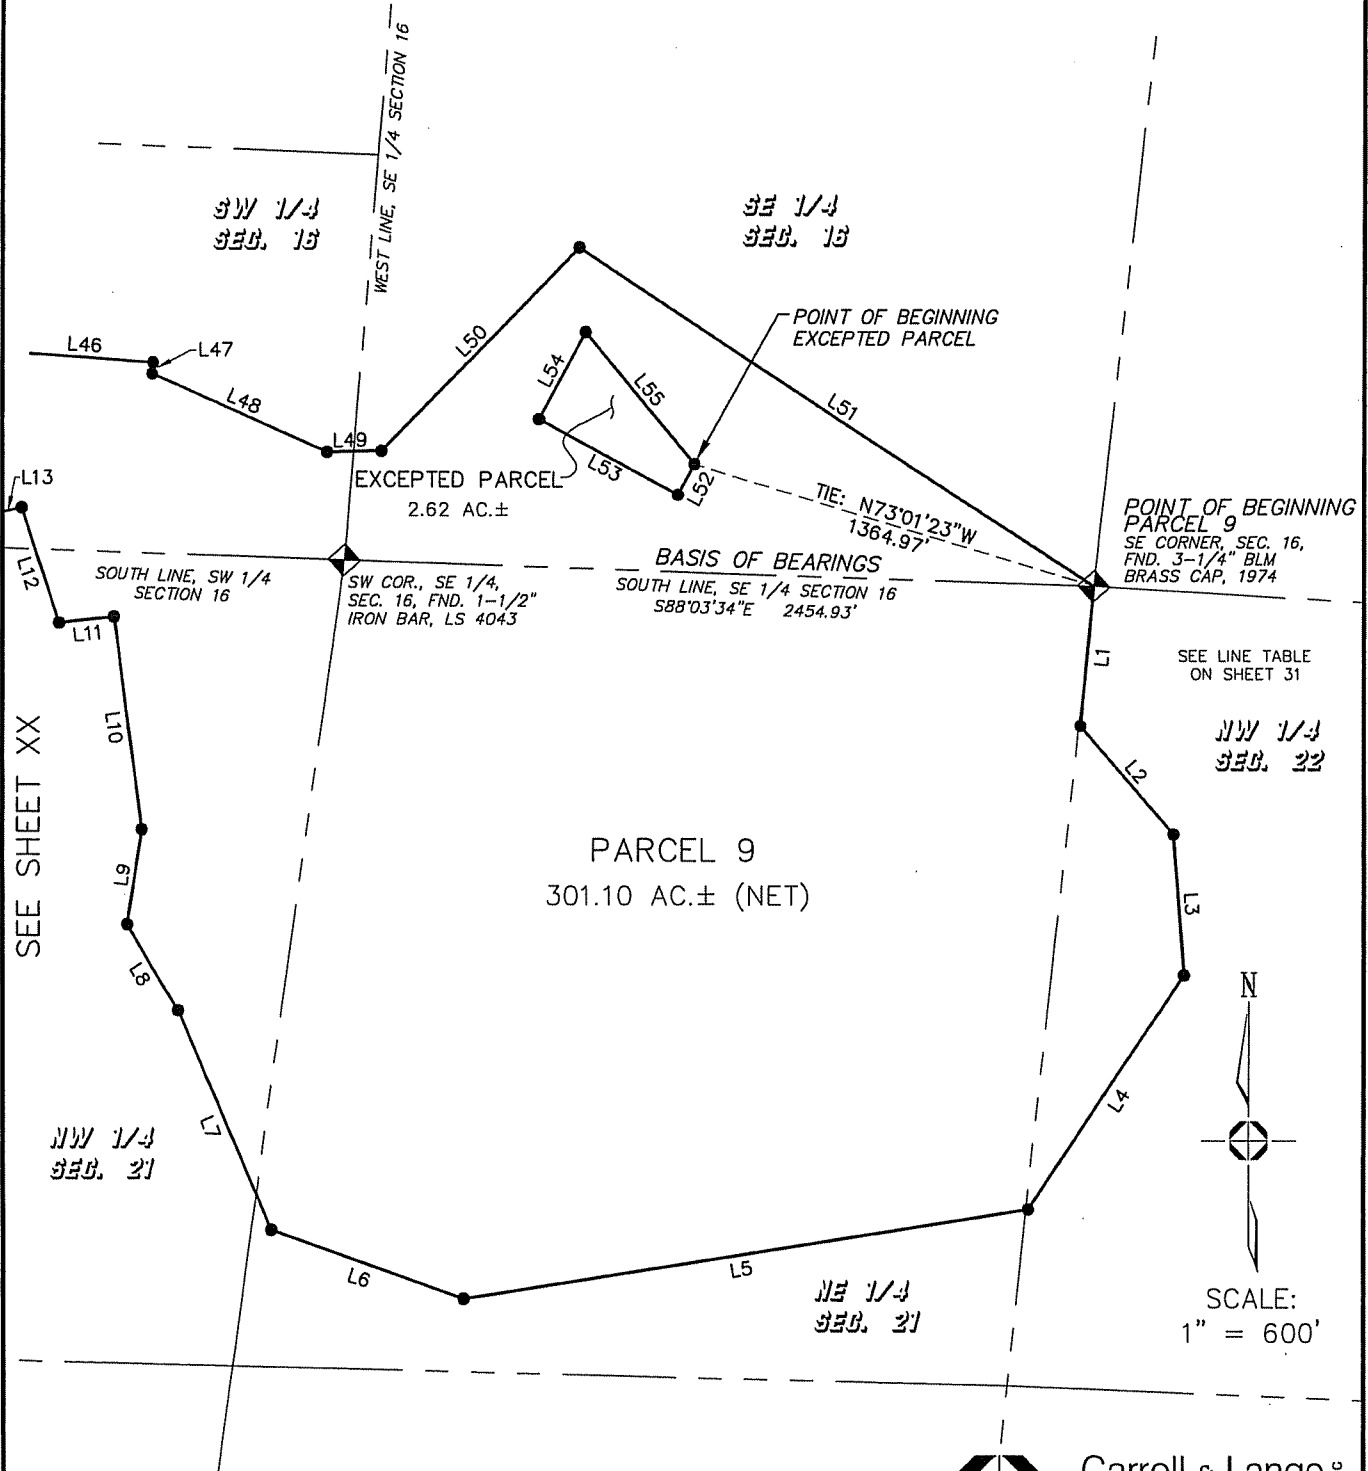 WEST LINE, SE 1/4 SECTION 16
SW 1/4
SEC. 16
SE 1/4
SEC. 16
POINT OF BEGINNING
EXCEPTED PARCEL
L46
L47
L48
L49
L50
L51
L54
L55
L53
L52
EXCEPTED PARCEL
2.62 AC.±
TIE: N73°01'23"W
1364.97'
L13
L12
L11
SOUTH LINE, SW 1/4
SECTION 16
SW COR., SE 1/4,
SEC. 16, FND. 1-1/2"
IRON BAR, LS 4043
BASIS OF BEARINGS
SOUTH LINE, SE 1/4 SECTION 16
S88°03'34"E 2454.93'
POINT OF BEGINNING
PARCEL 9
SE CORNER, SEC. 16,
FND. 3-1/4" BLM
BRASS CAP, 1974
L1
SEE LINE TABLE
ON SHEET 31
NW 1/4
SEC. 22
L10
L2
SEE SHEET XX
PARCEL 9
301.10 AC.± (NET)
L9
L3
L8
N
L4
L7
NW 1/4
SEC. 21
L6
L5
NE 1/4
SEC. 21
SCALE:
1" = 600'
Carroll & Lange